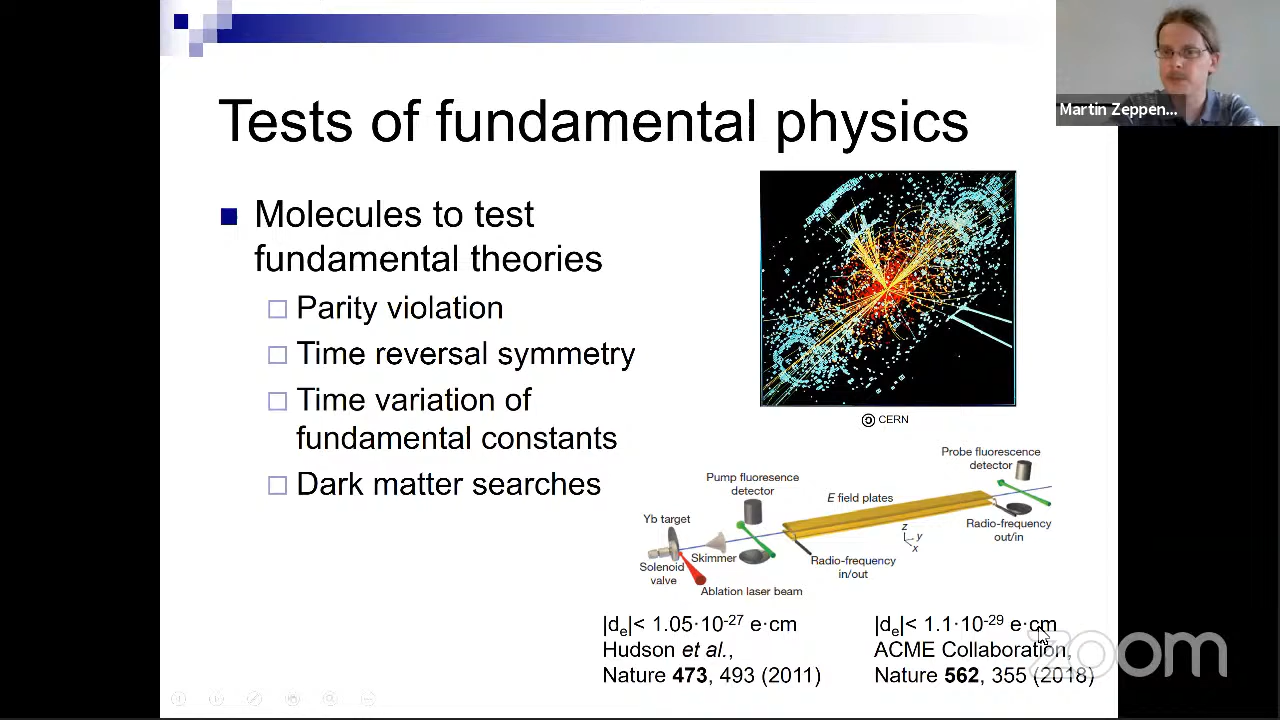 Martin Zeppen...
Tests of fundamental physics
Molecules to test
fundamental theories
Parity violation
Time reversal symmetry
Time variation of
fundamental constants
Dark matter searches
© CERN
Probe fluorescence
detector
Pump fluoresence
detector
E field plates
Yb target
Radio-frequency
out/in
z
y
x
Skimmer
Solenoid
valve
Radio-frequency
in/out
Ablation laser beam
|dₑ|< 1.05·10⁻²⁷ e·cm
Hudson et al.,
Nature 473, 493 (2011)
|dₑ|< 1.1·10⁻²⁹ e·cm
ACME Collaboration,
Nature 562, 355 (2018)
zoom